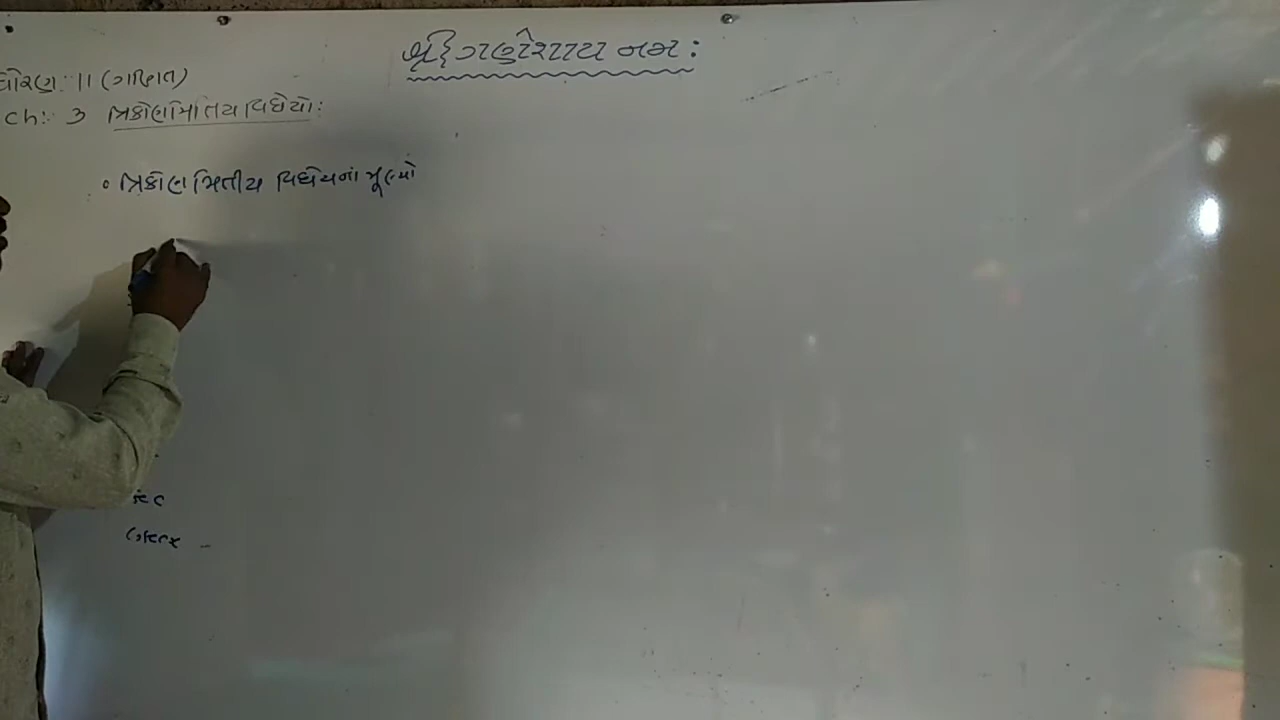 શ્રી ગણેશાય નમઃ
ધોરણ : 11 (ગણિત)
Ch: 3 ત્રિકોણમિતિય વિધેયો:
ત્રિકોણમિતીય વિધેયનાં મૂલ્યો